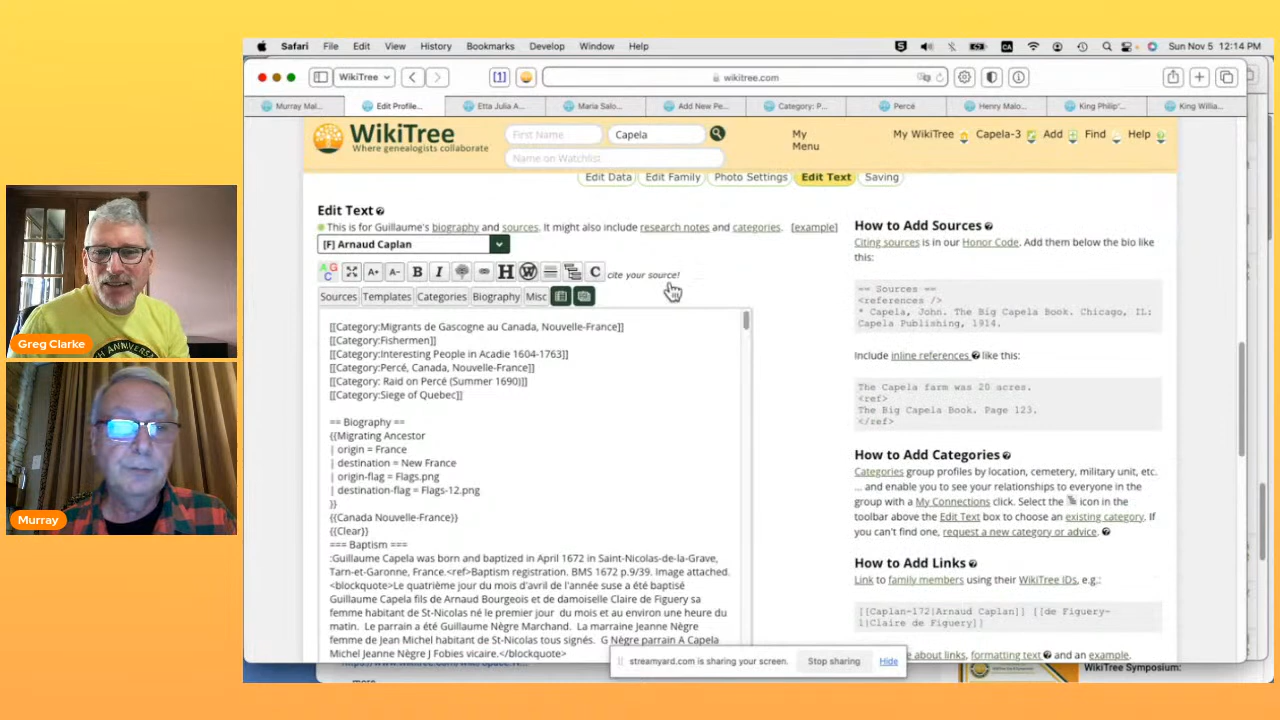 Safari File Edit View History Bookmarks Develop Window Help
CA
Sun Nov 5 12:14 PM
WikiTree
[1]
wikitree.com
Murray Mal...
Edit Profile...
Etta Julia A...
Maria Salo...
Add New Pe...
Category: P...
Percé
Henry Malo...
King Philip'...
King Willia...
WikiTree
Where genealogists collaborate
First Name
Capela
Name on Watchlist
My Menu
My WikiTree
Capela-3
Add
Find
Help
Edit Data
Edit Family
Photo Settings
Edit Text
Saving
Edit Text
This is for Guillaume's biography and sources. It might also include research notes and categories. [example]
[F] Arnaud Caplan
A G C
A+
A-
B
I
H
W
C
cite your source!
Sources
Templates
Categories
Biography
Misc
[[Category:Migrants de Gascogne au Canada, Nouvelle-France]]
[[Category:Fishermen]]
[[Category:Interesting People in Acadie 1604-1763]]
[[Category:Percé, Canada, Nouvelle-France]]
[[Category: Raid on Percé (Summer 1690)]]
[[Category:Siege of Quebec]]
== Biography ==
{{Migrating Ancestor
| origin = France
| destination = New France
| origin-flag = Flags.png
| destination-flag = Flags-12.png
}}
{{Canada Nouvelle-France}}
{{Clear}}
=== Baptism ===
:Guillaume Capela was born and baptized in April 1672 in Saint-Nicolas-de-la-Grave,
Tarn-et-Garonne, France.<ref>Baptism registration. BMS 1672 p.9/39. Image attached.
<blockquote>Le quatrième jour du mois d'avril de l'année suse a été baptisé
Guillaume Capela fils de Arnaud Bourgeois et de damoiselle Claire de Figuery sa
femme habitant de St-Nicolas né le premier jour du mois et au environ une heure du
matin. Le parrain a été Guillaume Nègre Marchand. La marraine Jeanne Nègre
femme de Jean Michel habitant de St-Nicolas tous signés. G Nègre parrain A Capela
Michel Jeanne Nègre J Fobies vicaire.</blockquote>
How to Add Sources
Citing sources is in our Honor Code. Add them below the bio like
this:
== Sources ==
<references />
* Capela, John. The Big Capela Book. Chicago, IL:
Capela Publishing, 1914.
Include inline references like this:
The Capela farm was 20 acres.
<ref>
The Big Capela Book. Page 123.
</ref>
How to Add Categories
Categories group profiles by location, cemetery, military unit, etc.
... and enable you to see your relationships to everyone in the
group with a My Connections click. Select the icon in the
toolbar above the Edit Text box to choose an existing category. If
you can't find one, request a new category or advice.
How to Add Links
Link to family members using their WikiTree IDs, e.g.:
[[Caplan-172|Arnaud Caplan]] [[de Figuery-
1|Claire de Figuery]]
about links, formatting text and an example.
streamyard.com is sharing your screen.
Stop sharing
Hide
more
WikiTree Symposium:
Greg Clarke
Murray